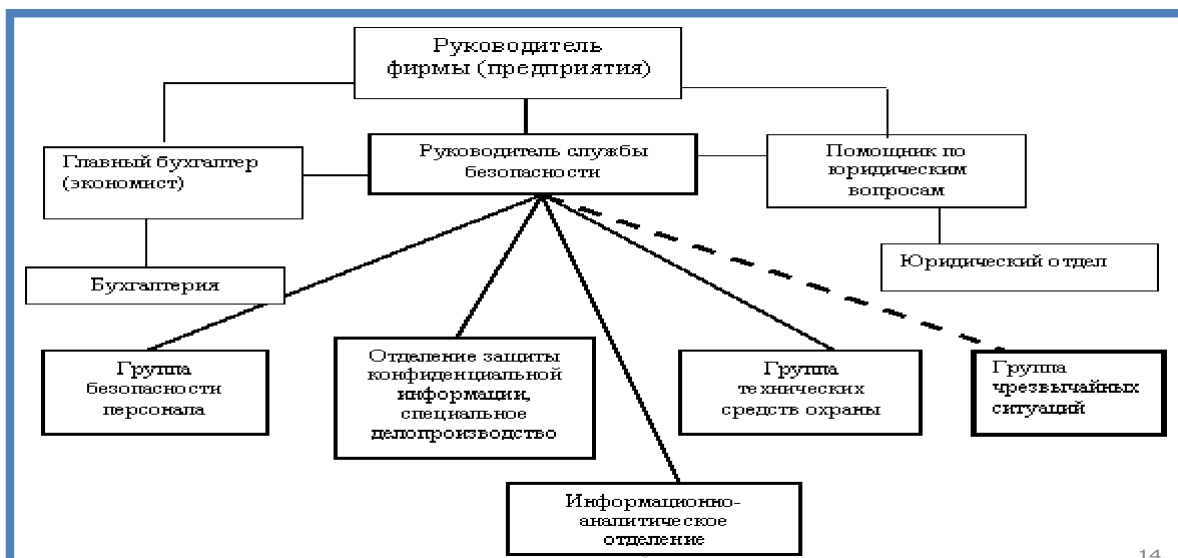 Руководитель
фирмы (предприятия)
Главный бухгалтер
(экономист)
Руководитель службы
безопасности
Помощник по
юридическим
вопросам
Бухгалтерия
Юридический отдел
Группа
безопасности
персонала
Отделение защиты
конфиденциальной
информации,
специальное
делопроизводство
Группа
технических
средств охраны
Группа
чрезвычайных
ситуаций
Информационно-
аналитическое
отделение
14